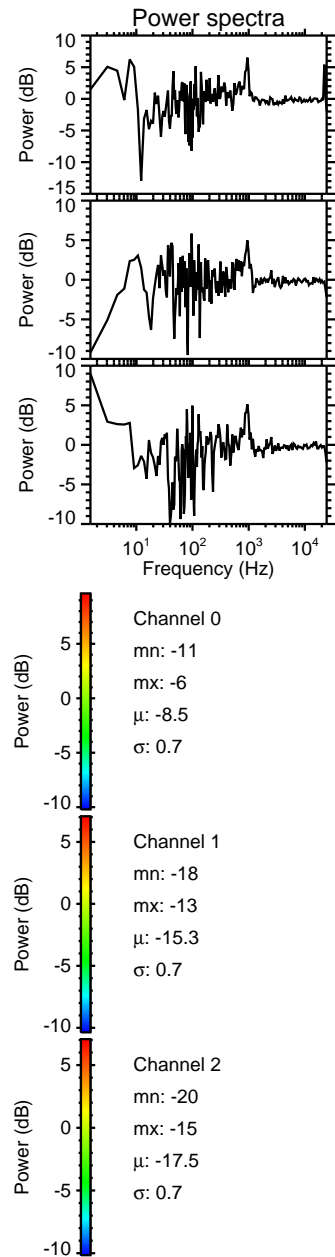 Power spectra
10
5
0
-5
-10
-15
Power (dB)
10
5
0
-5
-10
Power (dB)
10
5
0
-5
-10
Power (dB)
10¹ 10² 10³ 10⁴
Frequency (Hz)
5
0
-5
-10
Power (dB)
Channel 0
mn: -11
mx: -6
μ: -8.5
σ: 0.7
5
0
-5
-10
Power (dB)
Channel 1
mn: -18
mx: -13
μ: -15.3
σ: 0.7
5
0
-5
-10
Power (dB)
Channel 2
mn: -20
mx: -15
μ: -17.5
σ: 0.7